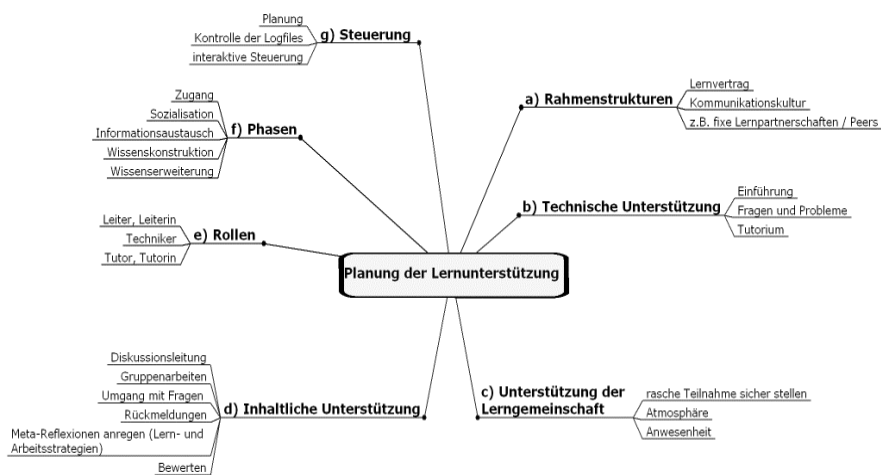 Planung der Lernunterstützung
a) Rahmenstrukturen
Lernvertrag
Kommunikationskultur
z.B. fixe Lernpartnerschaften / Peers
b) Technische Unterstützung
Einführung
Fragen und Probleme
Tutorium
c) Unterstützung der
Lerngemeinschaft
rasche Teilnahme sicher stellen
Atmosphäre
Anwesenheit
d) Inhaltliche Unterstützung
Diskussionsleitung
Gruppenarbeiten
Umgang mit Fragen
Rückmeldungen
Meta-Reflexionen anregen (Lern- und
Arbeitsstrategien)
Bewerten
e) Rollen
Leiter, Leiterin
Techniker
Tutor, Tutorin
f) Phasen
Zugang
Sozialisation
Informationsaustausch
Wissenskonstruktion
Wissenserweiterung
g) Steuerung
Planung
Kontrolle der Logfiles
interaktive Steuerung